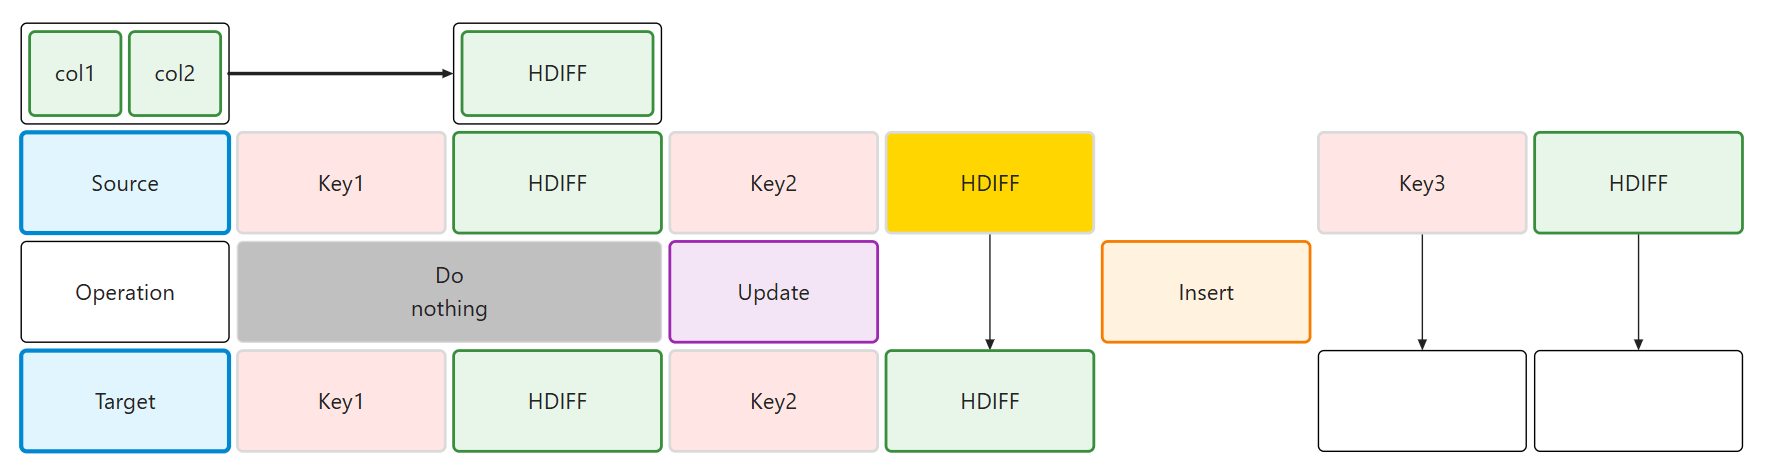 col1 col2 HDIFF
Source Key1 HDIFF Key2 HDIFF Key3 HDIFF
Operation Do
nothing Update Insert
Target Key1 HDIFF Key2 HDIFF